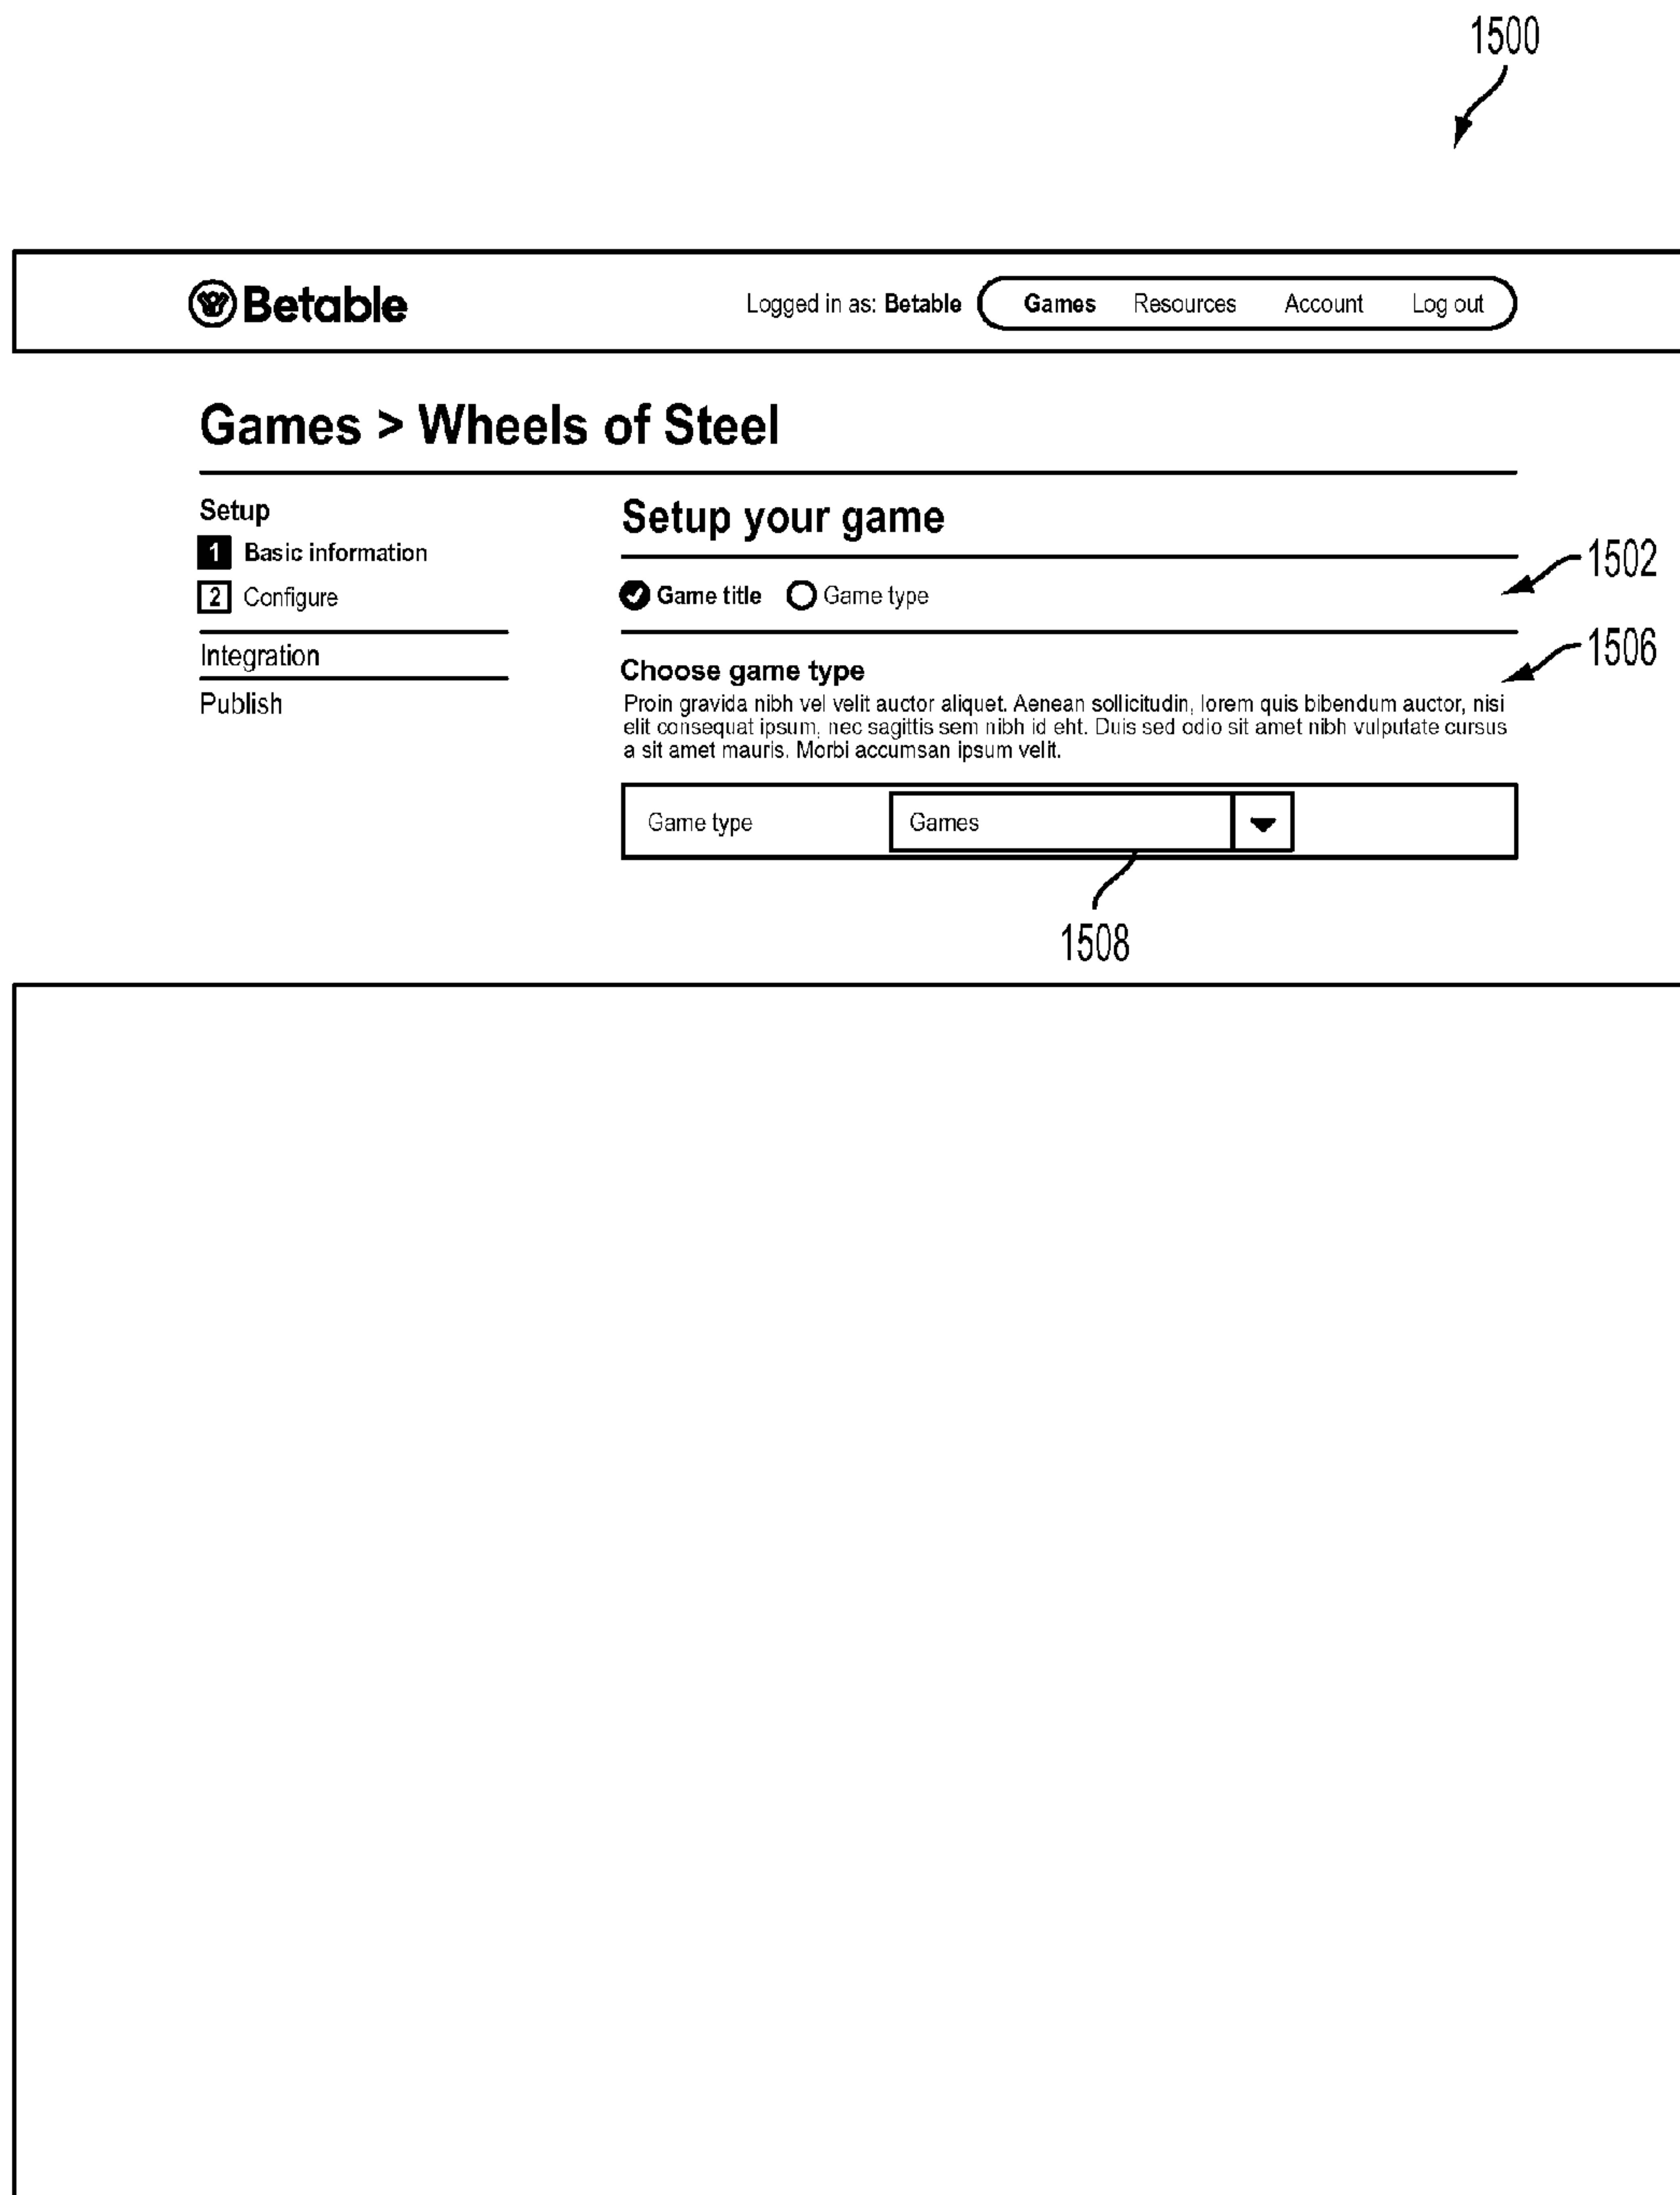 1500
Betable
Logged in as: Betable Games Resources Account Log out
Games > Wheels of Steel
Setup
1 Basic information
2 Configure
Integration
Publish
Setup your game
Game title Game type
1502
Choose game type
1506
Proin gravida nibh vel velit auctor aliquet. Aenean sollicitudin, lorem quis bibendum auctor, nisi
elit consequat ipsum, nec sagittis sem nibh id eht. Duis sed odio sit amet nibh vulputate cursus
a sit amet mauris. Morbi accumsan ipsum velit.
Game type Games
1508